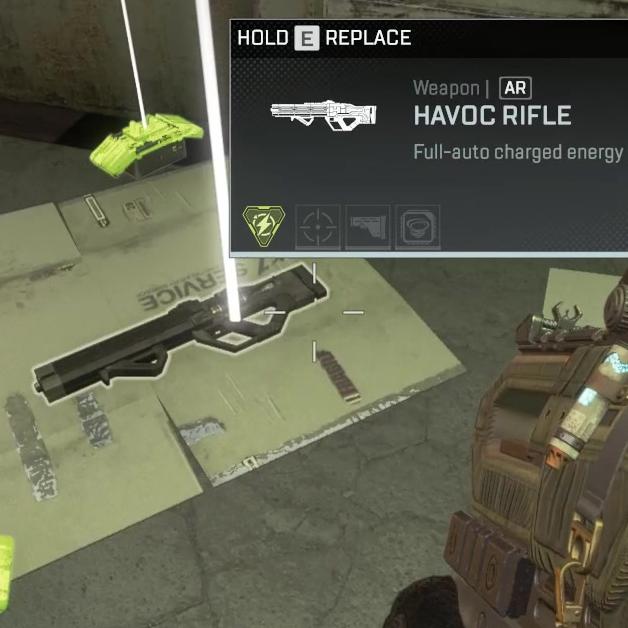 HOLD E REPLACE
Weapon | AR
HAVOC RIFLE
Full-auto charged energy
SERVICE